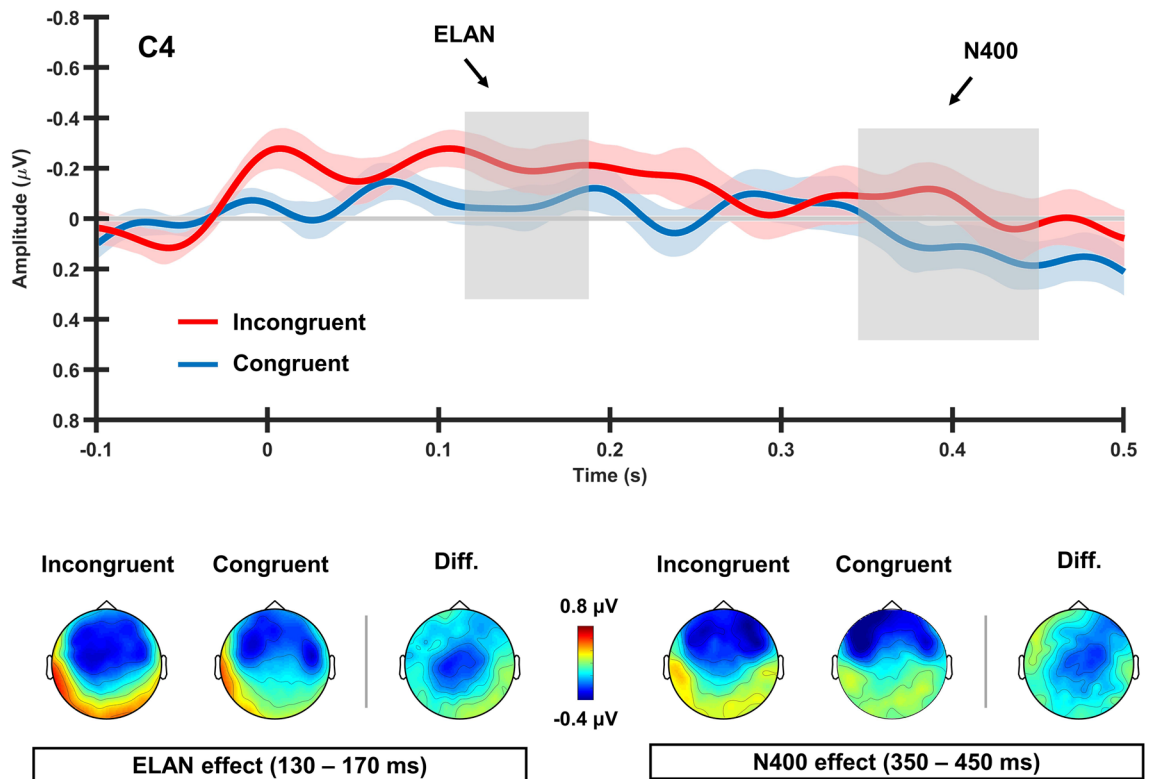 C4
ELAN
N400
-0.8
-0.6
-0.4
-0.2
0
0.2
0.4
0.6
0.8
Amplitude (µV)
Incongruent
Congruent
-0.1
0
0.1
0.2
0.3
0.4
0.5
Time (s)
Incongruent
Congruent
Diff.
0.8 µV
-0.4 µV
Incongruent
Congruent
Diff.
ELAN effect (130 – 170 ms)
N400 effect (350 – 450 ms)